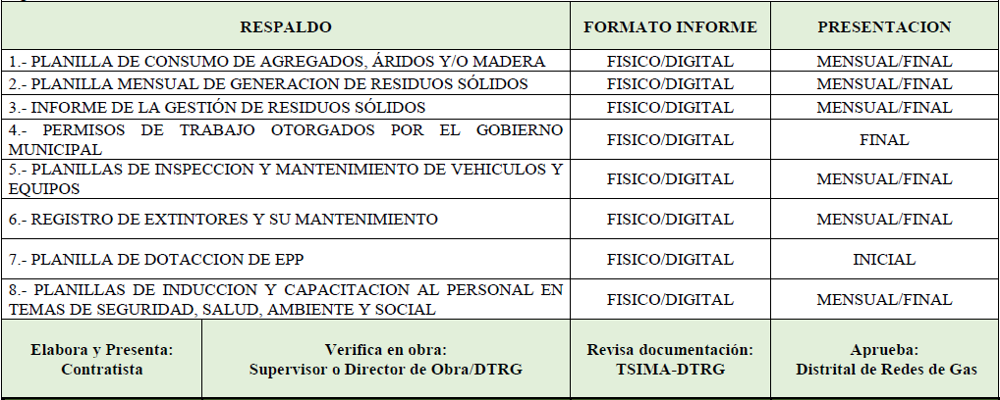 RESPALDO FORMATO INFORME PRESENTACION
1.- PLANILLA DE CONSUMO DE AGREGADOS, ÁRIDOS Y/O MADERA FISICO/DIGITAL MENSUAL/FINAL
2.- PLANILLA MENSUAL DE GENERACION DE RESIDUOS SÓLIDOS FISICO/DIGITAL MENSUAL/FINAL
3.- INFORME DE LA GESTIÓN DE RESIDUOS SÓLIDOS FISICO/DIGITAL MENSUAL/FINAL
4.- PERMISOS DE TRABAJO OTORGADOS POR EL GOBIERNO
MUNICIPAL FISICO/DIGITAL FINAL
5.- PLANILLAS DE INSPECCION Y MANTENIMIENTO DE VEHICULOS Y
EQUIPOS FISICO/DIGITAL MENSUAL/FINAL
6.- REGISTRO DE EXTINTORES Y SU MANTENIMIENTO FISICO/DIGITAL MENSUAL/FINAL
7.- PLANILLA DE DOTACCION DE EPP FISICO/DIGITAL INICIAL
8.- PLANILLAS DE INDUCCION Y CAPACITACION AL PERSONAL EN
TEMAS DE SEGURIDAD, SALUD, AMBIENTE Y SOCIAL FISICO/DIGITAL MENSUAL/FINAL
Elabora y Presenta: Verifica en obra: Revisa documentación: Aprueba:
Contratista Supervisor o Director de Obra/DTRG TSIMA-DTRG Distrital de Redes de Gas